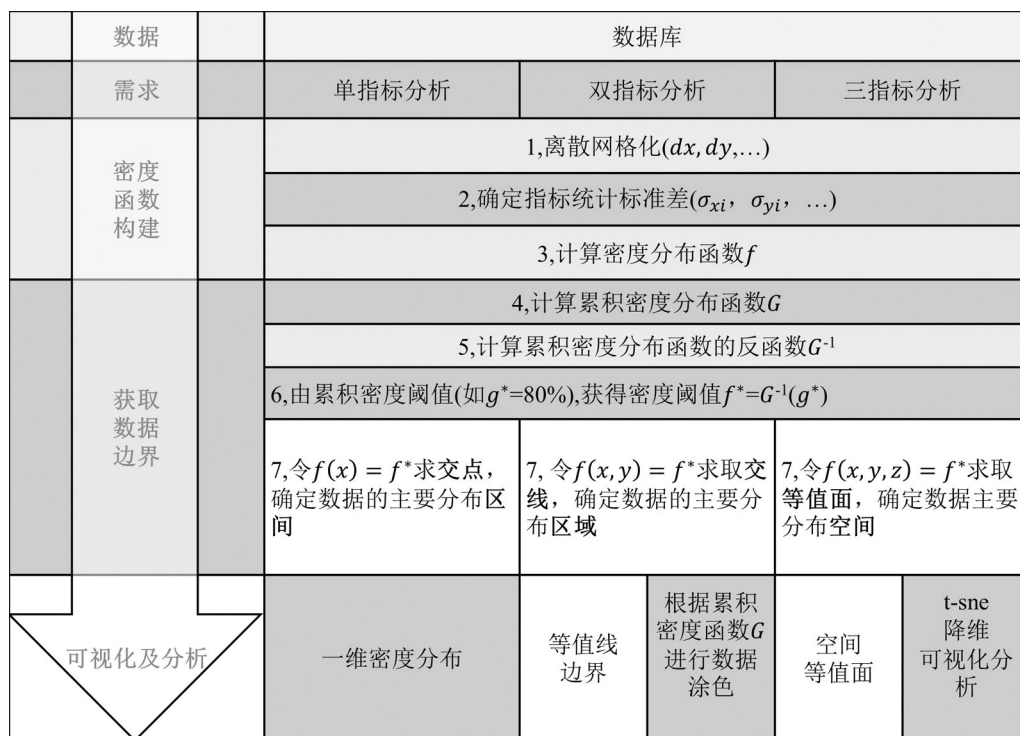 数据
数据库
需求
单指标分析
双指标分析
三指标分析
密度
函数
构建
1,离散网格化(dx, dy,…)
2,确定指标统计标准差(σxi，σyi，…)
3,计算密度分布函数f
获取
数据
边界
4,计算累积密度分布函数G
5,计算累积密度分布函数的反函数G⁻¹
6,由累积密度阈值(如g*=80%),获得密度阈值f*=G⁻¹(g*)
7,令f(x) = f*求交点，
确定数据的主要分布区
间
7, 令f(x, y) = f*求取交
线，确定数据的主要分
布区域
7,令f(x, y, z) = f*求取
等值面，确定数据主要
分布空间
可视化及分析
一维密度分布
等值线
边界
根据累积
密度函数G
进行数据
涂色
空间
等值面
t-sne
降维
可视化分
析